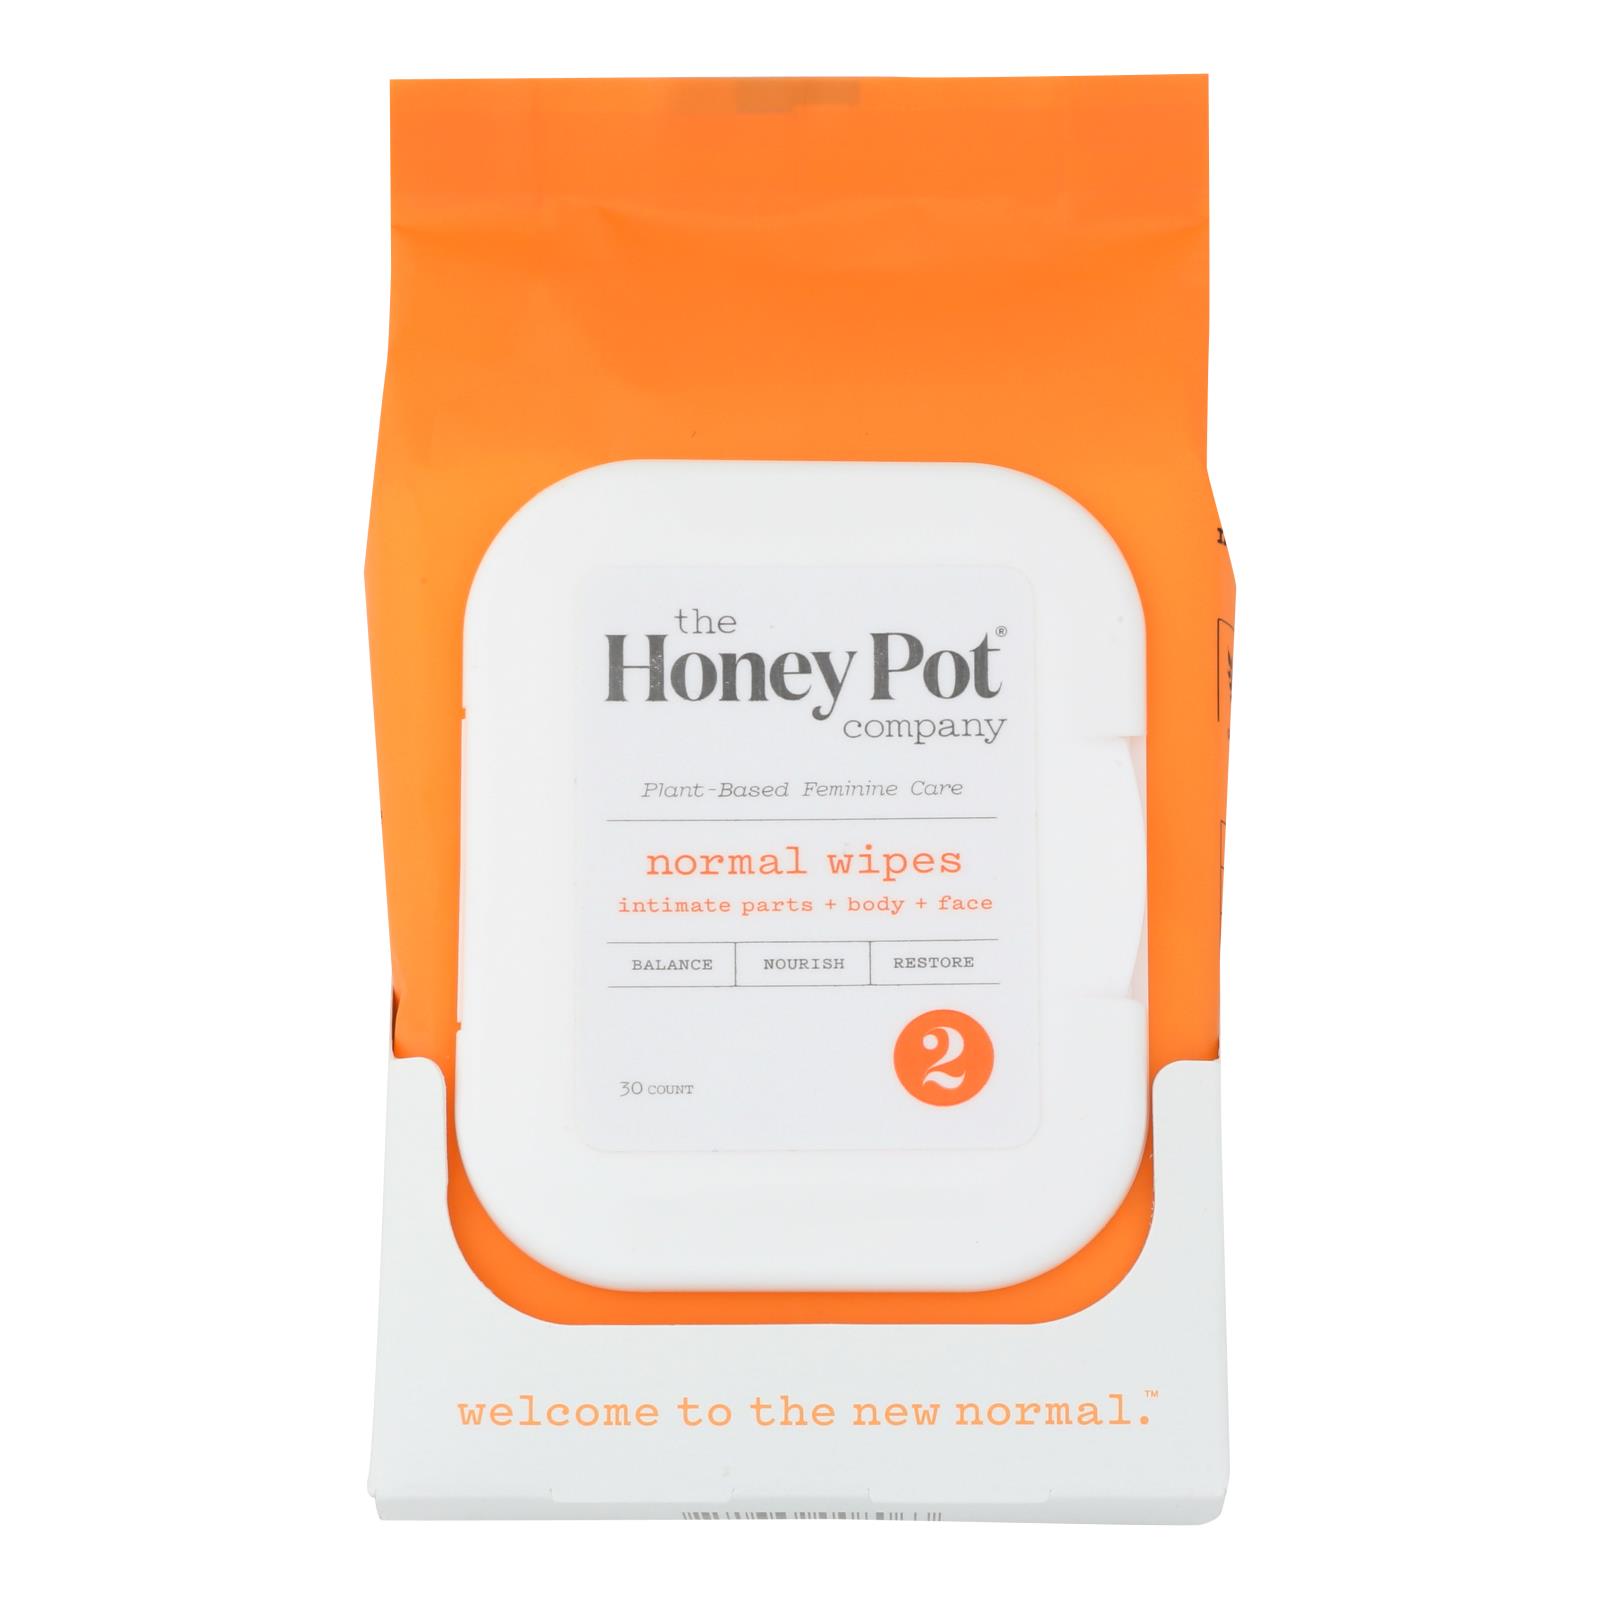 the
Honey Pot®
company
Plant-Based Feminine Care
normal wipes
intimate parts + body + face
BALANCE NOURISH RESTORE
2
30 COUNT
welcome to the new normal.™